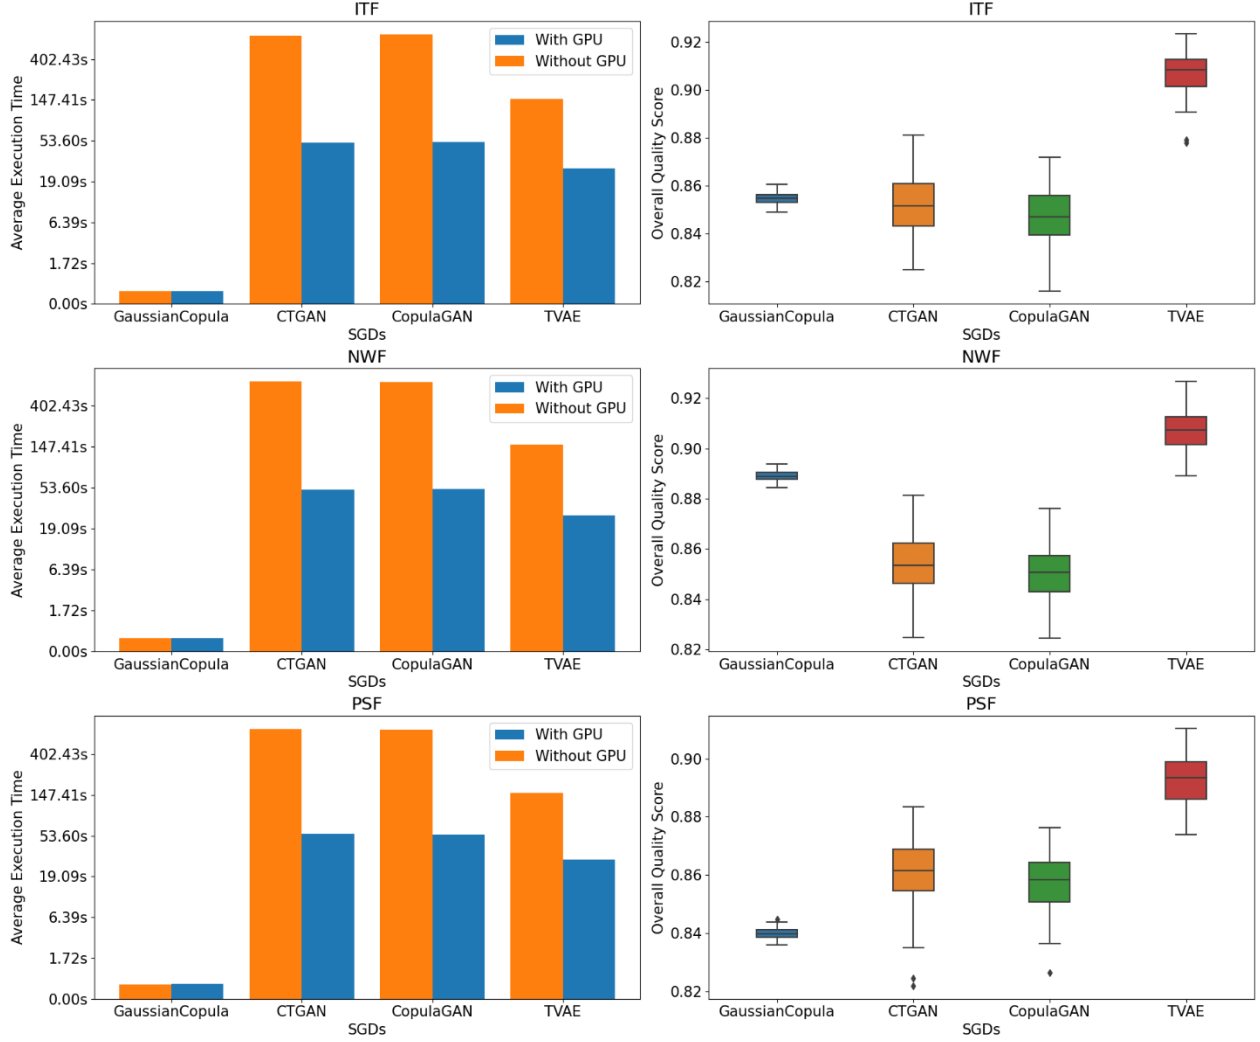 ITF
Average Execution Time
402.43s
147.41s
53.60s
19.09s
6.39s
1.72s
0.00s
With GPU
Without GPU
GaussianCopula CTGAN CopulaGAN TVAE
SGDs
ITF
Overall Quality Score
0.92
0.90
0.88
0.86
0.84
0.82
GaussianCopula CTGAN CopulaGAN TVAE
SGDs
NWF
Average Execution Time
402.43s
147.41s
53.60s
19.09s
6.39s
1.72s
0.00s
With GPU
Without GPU
GaussianCopula CTGAN CopulaGAN TVAE
SGDs
NWF
Overall Quality Score
0.92
0.90
0.88
0.86
0.84
0.82
GaussianCopula CTGAN CopulaGAN TVAE
SGDs
PSF
Average Execution Time
402.43s
147.41s
53.60s
19.09s
6.39s
1.72s
0.00s
With GPU
Without GPU
GaussianCopula CTGAN CopulaGAN TVAE
SGDs
PSF
Overall Quality Score
0.90
0.88
0.86
0.84
0.82
GaussianCopula CTGAN CopulaGAN TVAE
SGDs